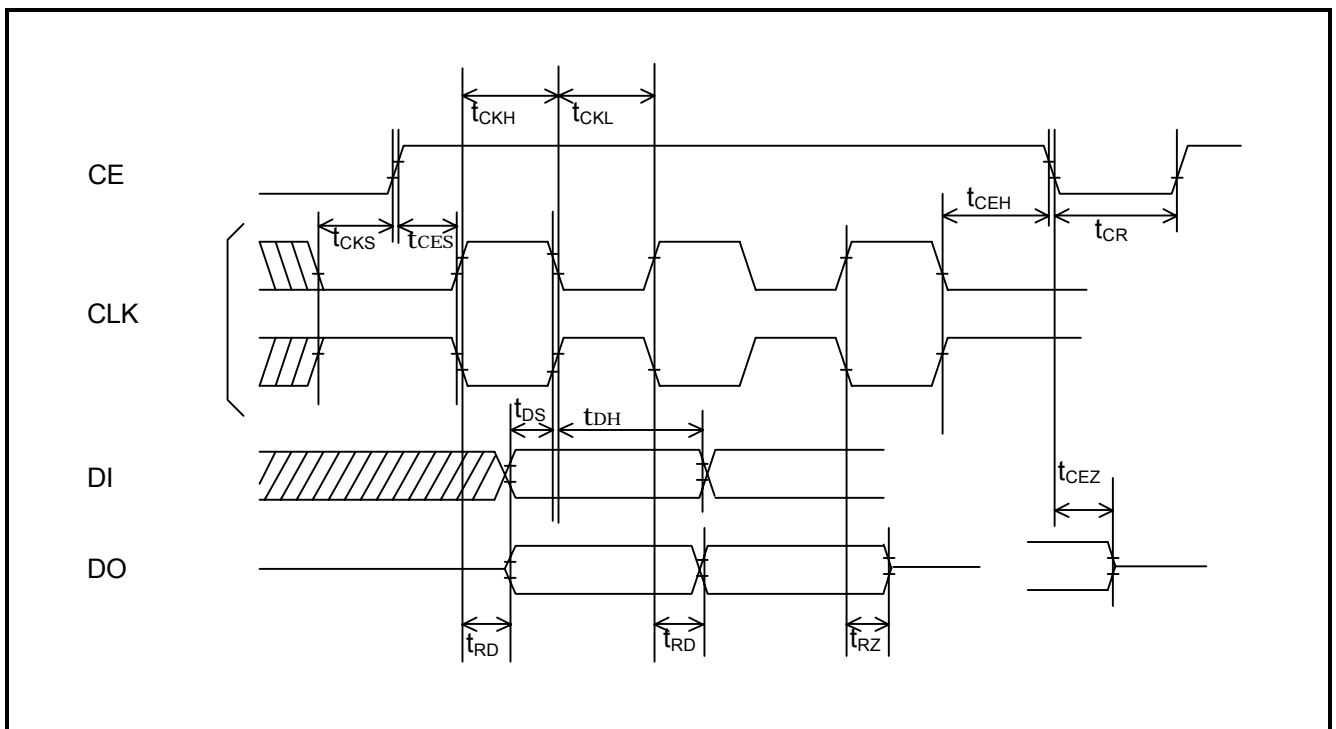 tCKH
tCKL
CE
tCEH
tCKS
tCES
tCR
CLK
tDS
tDH
DI
tCEZ
DO
tRD
tRD
tRZ